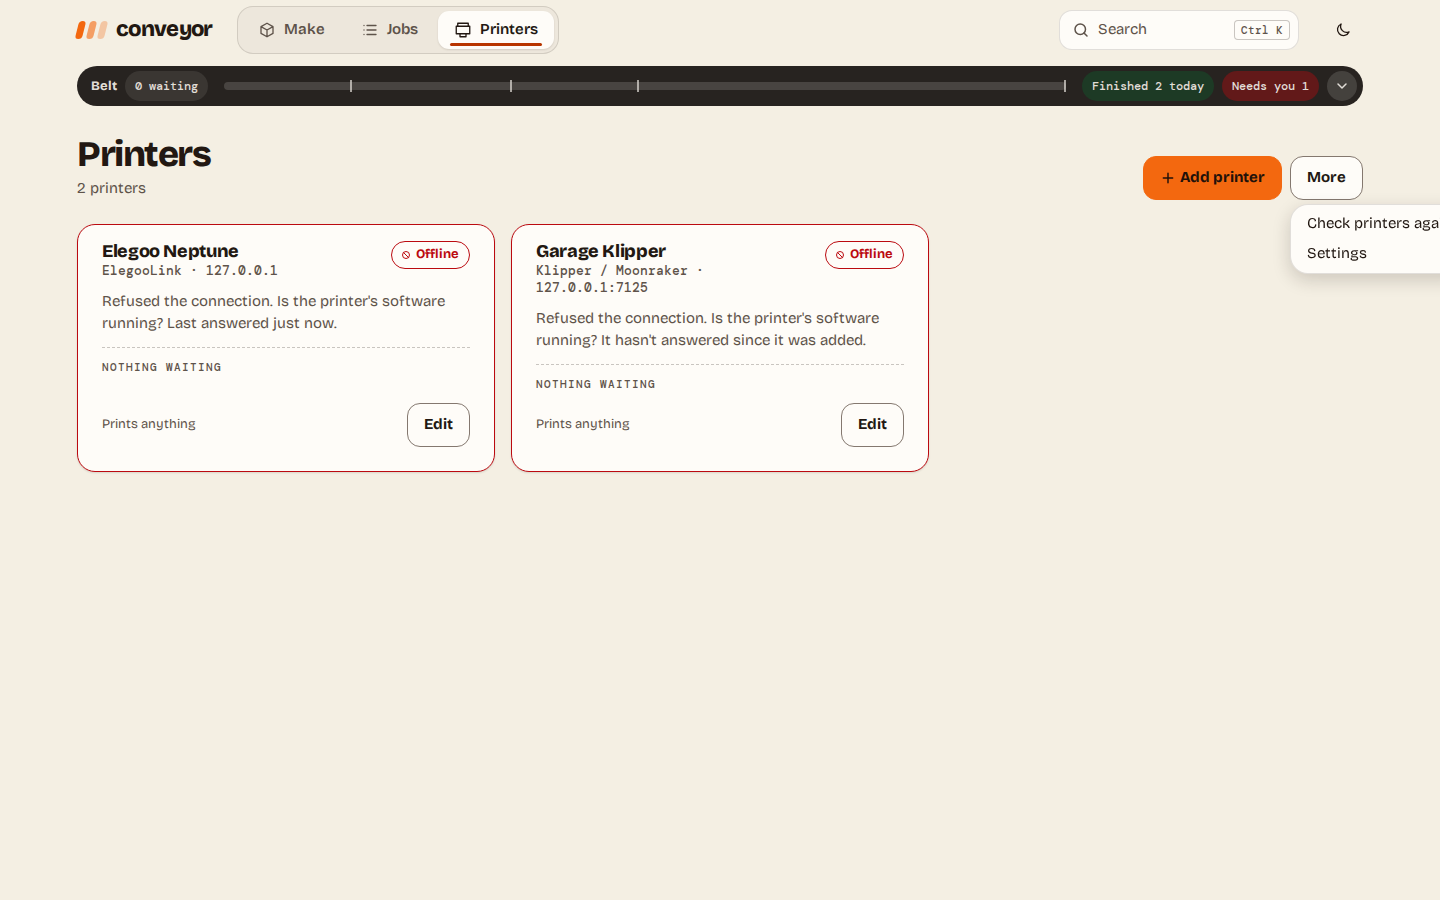 conveyor
Make
Jobs
Printers
Search
Ctrl K
Belt
0 waiting
Finished 2 today
Needs you 1
Printers
2 printers
+ Add printer
More
Check printers aga
Settings
Elegoo Neptune
Offline
ElegooLink · 127.0.0.1
Refused the connection. Is the printer's software
running? Last answered just now.
NOTHING WAITING
Prints anything
Edit
Garage Klipper
Offline
Klipper / Moonraker ·
127.0.0.1:7125
Refused the connection. Is the printer's software
running? It hasn't answered since it was added.
NOTHING WAITING
Prints anything
Edit